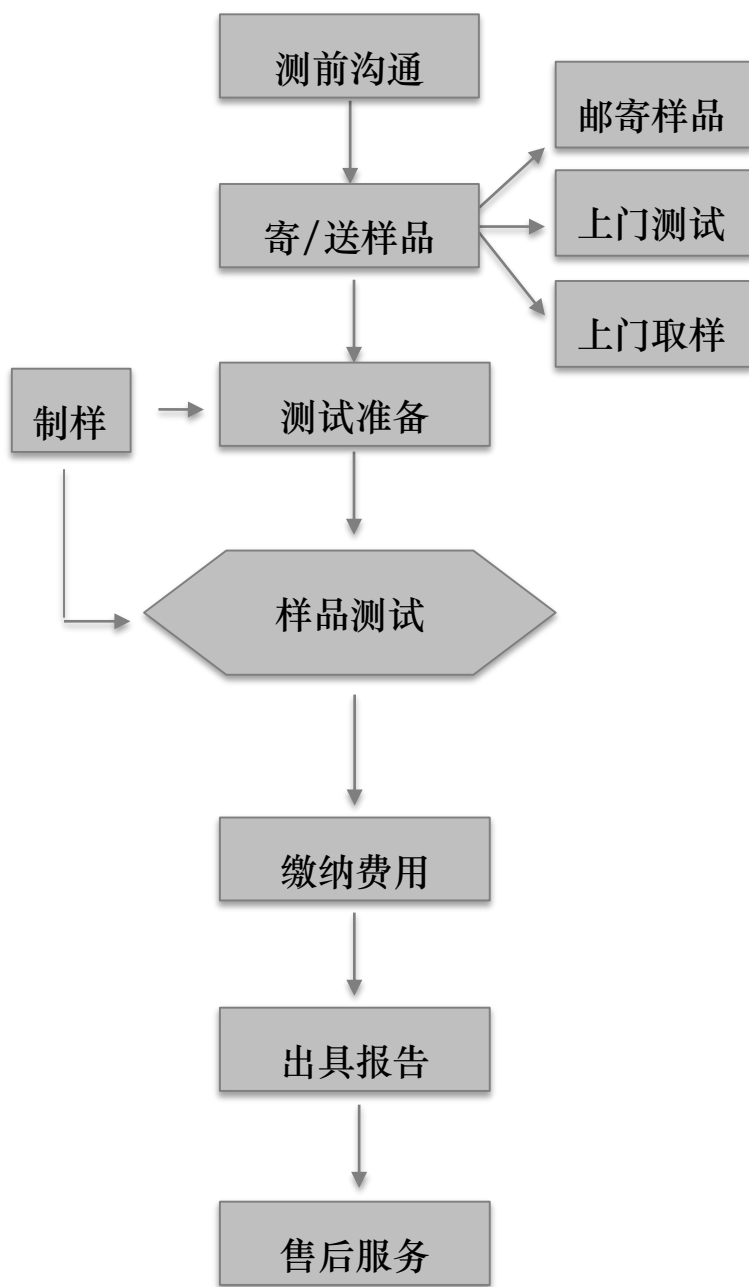 测前沟通
邮寄样品
寄/送样品
上门测试
上门取样
制样
测试准备
样品测试
缴纳费用
出具报告
售后服务